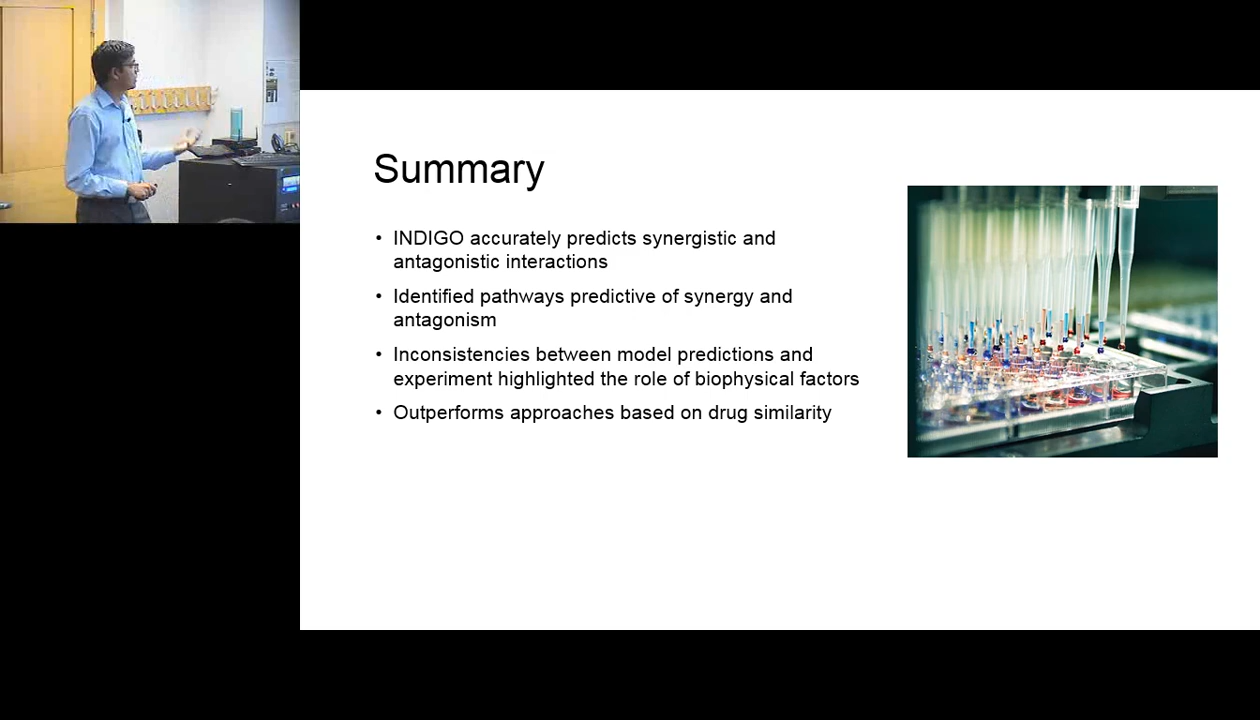 Summary
• INDIGO accurately predicts synergistic and
antagonistic interactions
• Identified pathways predictive of synergy and
antagonism
• Inconsistencies between model predictions and
experiment highlighted the role of biophysical factors
• Outperforms approaches based on drug similarity